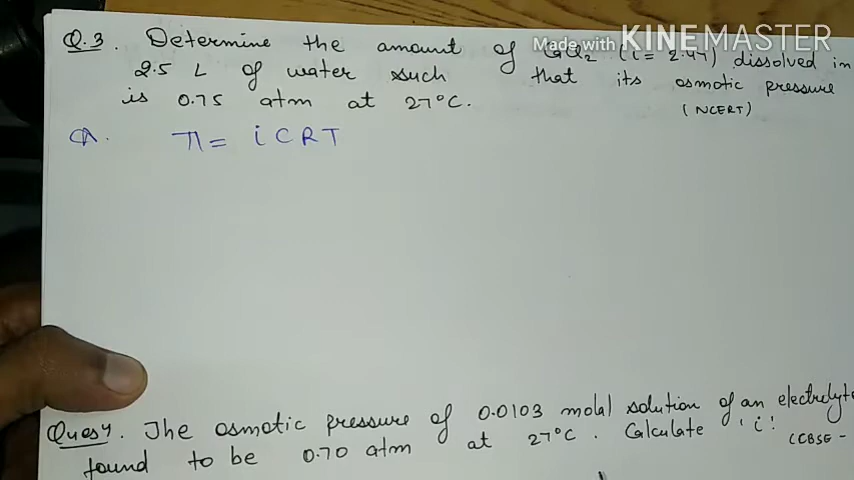 Q.3. Determine the amount of CaCl2 (i = 2.47) dissolved in
2.5 L of water such that its osmotic pressure
is 0.75 atm at 27°C. (NCERT)
Made with KINEMASTER
A. π = iCRT
Ques4. The osmotic pressure of 0.0103 molal solution of an electrolyte
found to be 0.70 atm at 27°C. Calculate 'i'. (CBSE -